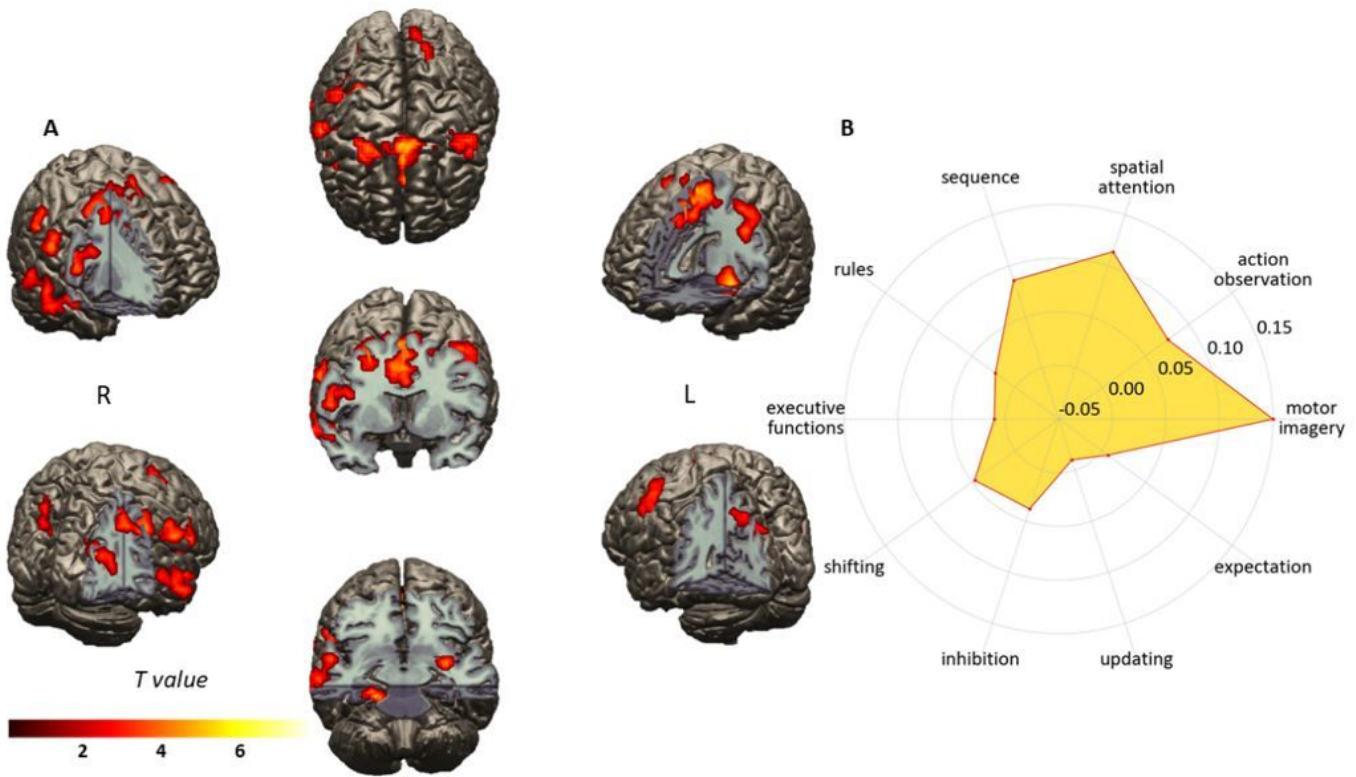 A
R
T value
2 4 6
L
B
sequence
spatial
attention
rules
action
observation
0.15
0.10
0.05
0.00
-0.05
executive
functions
motor
imagery
shifting
expectation
inhibition
updating